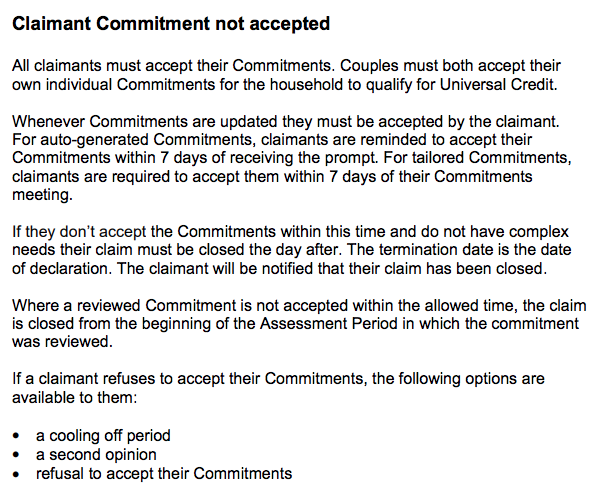 Claimant Commitment not accepted
All claimants must accept their Commitments. Couples must both accept their
own individual Commitments for the household to qualify for Universal Credit.
Whenever Commitments are updated they must be accepted by the claimant.
For auto-generated Commitments, claimants are reminded to accept their
Commitments within 7 days of receiving the prompt. For tailored Commitments,
claimants are required to accept them within 7 days of their Commitments
meeting.
If they don’t accept the Commitments within this time and do not have complex
needs their claim must be closed the day after. The termination date is the date
of declaration. The claimant will be notified that their claim has been closed.
Where a reviewed Commitment is not accepted within the allowed time, the claim
is closed from the beginning of the Assessment Period in which the commitment
was reviewed.
If a claimant refuses to accept their Commitments, the following options are
available to them:
• a cooling off period
• a second opinion
• refusal to accept their Commitments